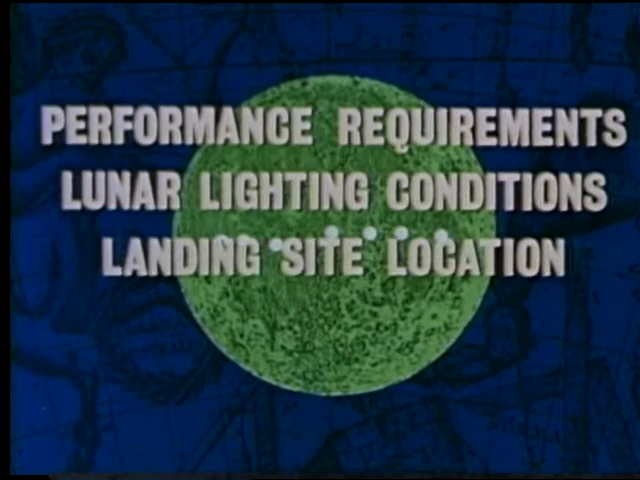 PERFORMANCE REQUIREMENTS
LUNAR LIGHTING CONDITIONS
LANDING SITE LOCATION